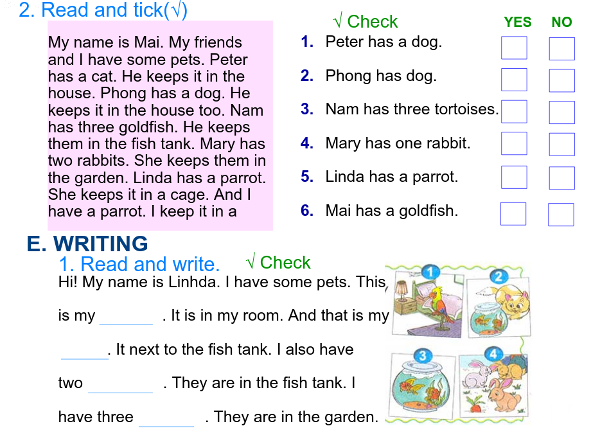 2. Read and tick(√)
My name is Mai. My friends
and I have some pets. Peter
has a cat. He keeps it in the
house. Phong has a dog. He
keeps it in the house too. Nam
has three goldfish. He keeps
them in the fish tank. Mary has
two rabbits. She keeps them in
the garden. Linda has a parrot.
She keeps it in a cage. And I
have a parrot. I keep it in a
√ Check YES NO
1. Peter has a dog.
2. Phong has dog.
3. Nam has three tortoises.
4. Mary has one rabbit.
5. Linda has a parrot.
6. Mai has a goldfish.
E. WRITING
1. Read and write. √ Check
Hi! My name is Linhda. I have some pets. This
is my ______ . It is in my room. And that is my
______. It next to the fish tank. I also have
two ______ . They are in the fish tank. I
have three ______ . They are in the garden.
1
2
3
4